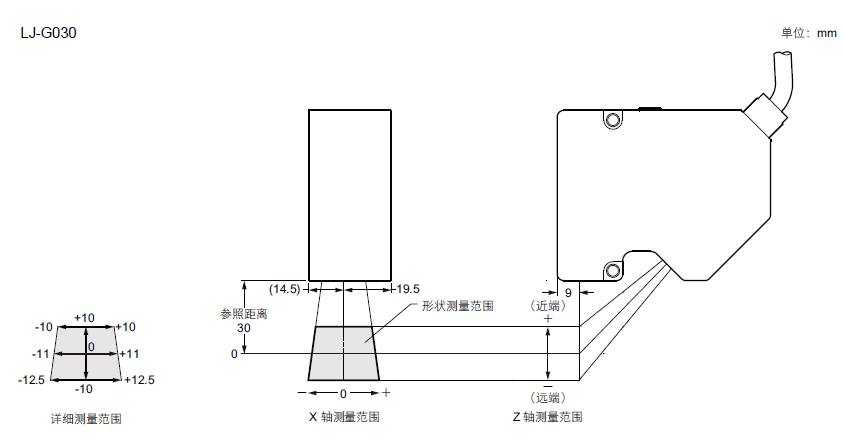 LJ-G030
单位：mm
(14.5)
19.5
9
参照距离
30
0
形状测量范围
（近端）
+
−
（远端）
− 0 +
X 轴测量范围
Z 轴测量范围
+10
-10
+10
0
-11
+11
-12.5
+12.5
-10
详细测量范围